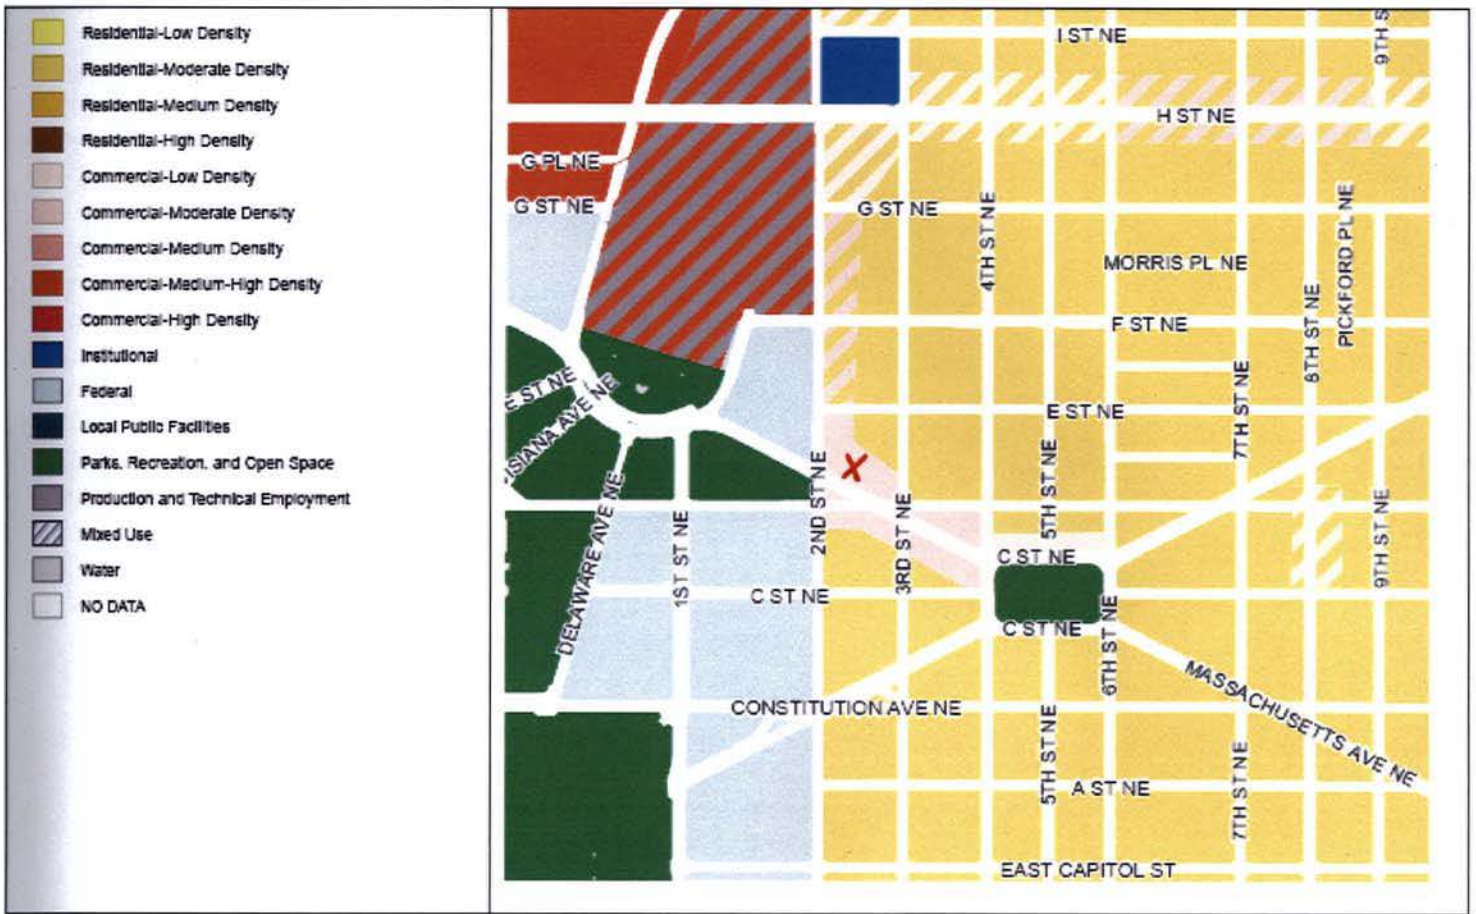 Residential-Low Density
Residential-Moderate Density
Residential-Medium Density
Residential-High Density
Commercial-Low Density
Commercial-Moderate Density
Commercial-Medium Density
Commercial-Medium-High Density
Commercial-High Density
Institutional
Federal
Local Public Facilities
Parks, Recreation, and Open Space
Production and Technical Employment
Mixed Use
Water
NO DATA
I ST NE
9TH S
H ST NE
G PL NE
G ST NE
G ST NE
4TH ST NE
PICKFORD PL NE
MORRIS PL NE
8TH ST NE
F ST NE
E ST NE
ISIANA AVE NE
7TH ST NE
E ST NE
5TH ST NE
2ND ST NE
DELAWARE AVE NE
1ST ST NE
3RD ST NE
9TH ST NE
C ST NE
C ST NE
C ST NE
6TH ST NE
MASSACHUSETTS AVE NE
CONSTITUTION AVE NE
5TH ST NE
A ST NE
7TH ST NE
EAST CAPITOL ST
X